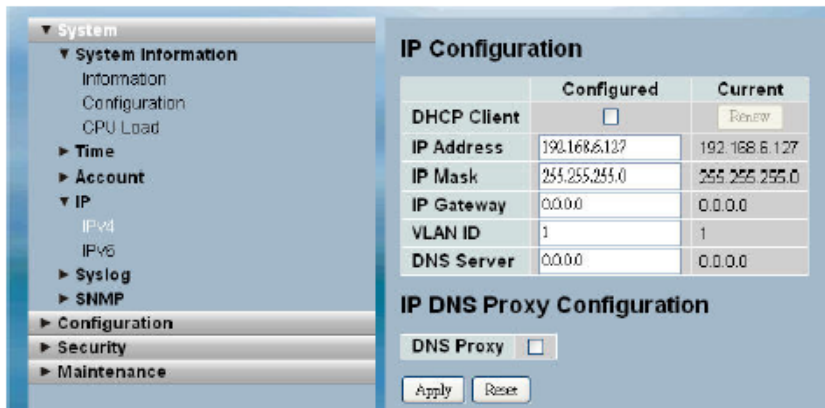 System
System Information
Information
Configuration
CPU Load
Time
Account
IP
IPv4
IPv6
Syslog
SNMP
Configuration
Security
Maintenance
IP Configuration
Configured Current
DHCP Client Renew
IP Address 192.168.6.127 192.168.6.127
IP Mask 255.255.255.0 255.255.255.0
IP Gateway 0.0.0.0 0.0.0.0
VLAN ID 1 1
DNS Server 0.0.0.0 0.0.0.0
IP DNS Proxy Configuration
DNS Proxy
Apply Reset